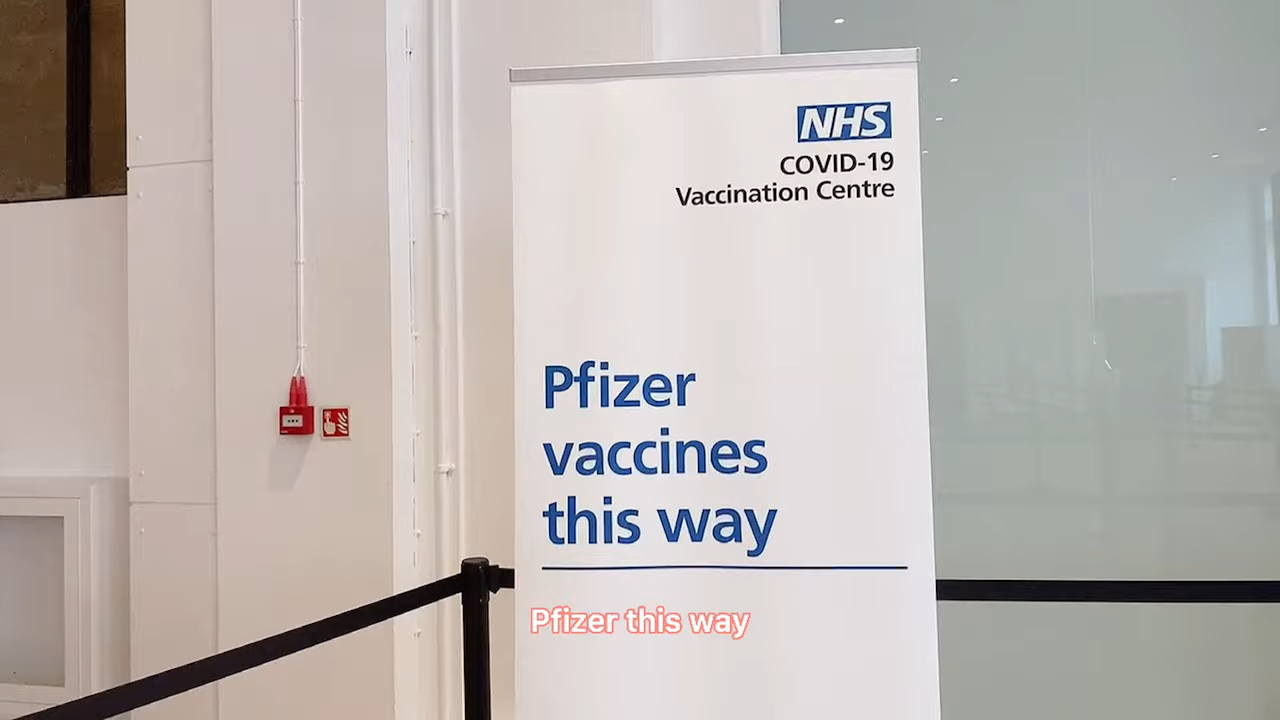 NHS
COVID-19
Vaccination Centre
Pfizer
vaccines
this way
Pfizer this way